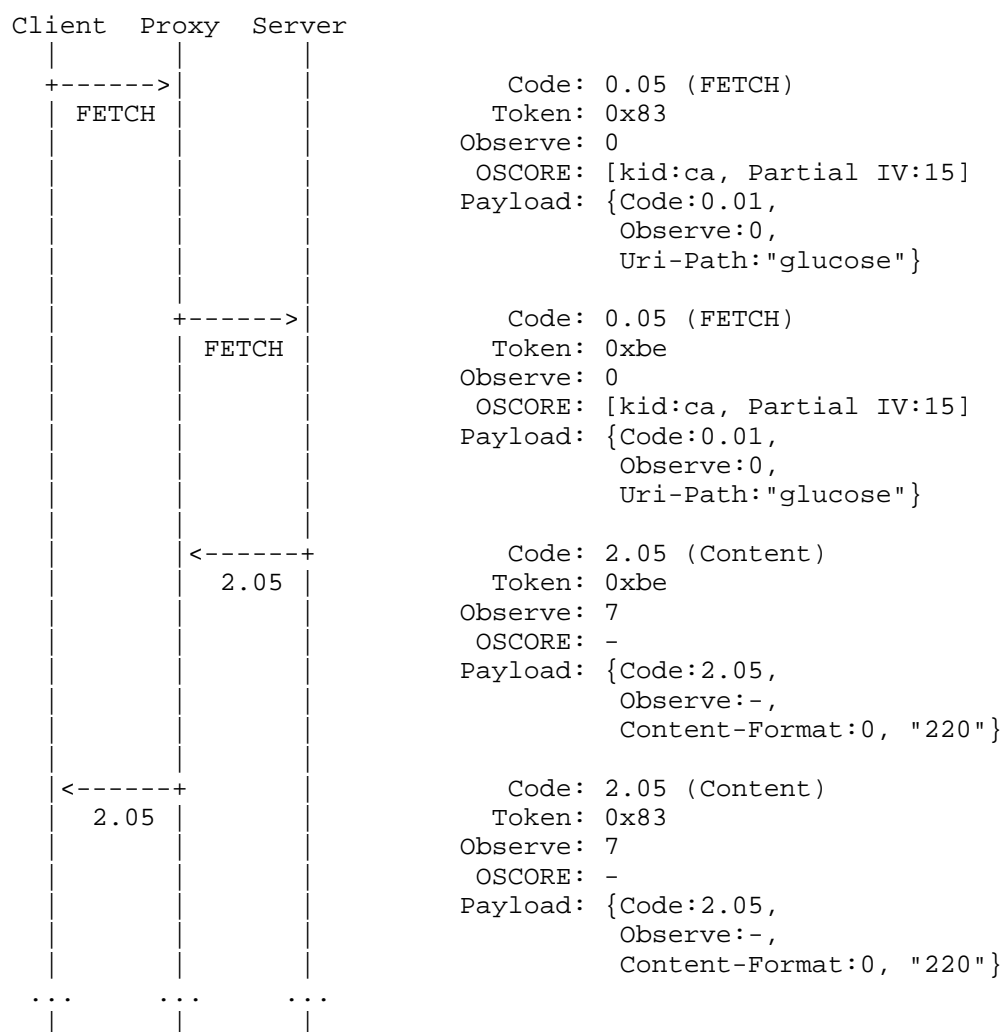 Client  Proxy  Server
  |       |       |
  +------>|       |            Code: 0.05 (FETCH)
  | FETCH |       |           Token: 0x83
  |       |       |         Observe: 0
  |       |       |          OSCORE: [kid:ca, Partial IV:15]
  |       |       |         Payload: {Code:0.01,
  |       |       |                   Observe:0,
  |       |       |                   Uri-Path:"glucose"}
  |       |       |
  |       +------>|            Code: 0.05 (FETCH)
  |       | FETCH |           Token: 0xbe
  |       |       |         Observe: 0
  |       |       |          OSCORE: [kid:ca, Partial IV:15]
  |       |       |         Payload: {Code:0.01,
  |       |       |                   Observe:0,
  |       |       |                   Uri-Path:"glucose"}
  |       |       |
  |       |<------+            Code: 2.05 (Content)
  |       |  2.05 |           Token: 0xbe
  |       |       |         Observe: 7
  |       |       |          OSCORE: -
  |       |       |         Payload: {Code:2.05,
  |       |       |                   Observe:-,
  |       |       |                   Content-Format:0, "220"}
  |       |       |
  |<------+       |            Code: 2.05 (Content)
  |  2.05 |       |           Token: 0x83
  |       |       |         Observe: 7
  |       |       |          OSCORE: -
  |       |       |         Payload: {Code:2.05,
  |       |       |                   Observe:-,
  |       |       |                   Content-Format:0, "220"}
 ...     ...     ...
  |       |       |